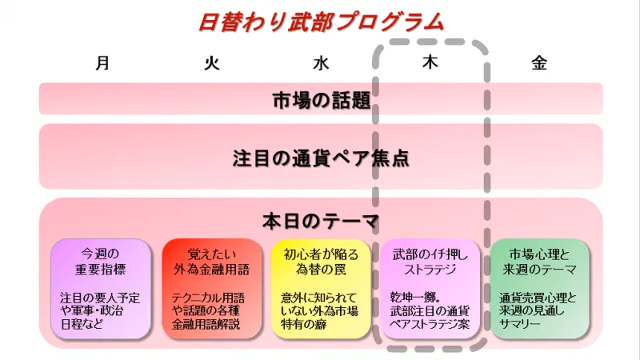 日替わり武部プログラム
月 火 水 木 金
市場の話題
注目の通貨ペア焦点
本日のテーマ
今週の
重要指標
注目の要人予定
や軍事・政治
日程など
覚えたい
外為金融用語
テクニカル用語
や話題の各種
金融用語解説
初心者が陥る
為替の罠
意外に知られて
いない外為市場
特有の癖
武部のイチ押し
ストラテジ
乾坤一擲。
武部注目の通貨
ペアストラテジ案
市場心理と
来週のテーマ
通貨売買心理と
来週の見通し
サマリー